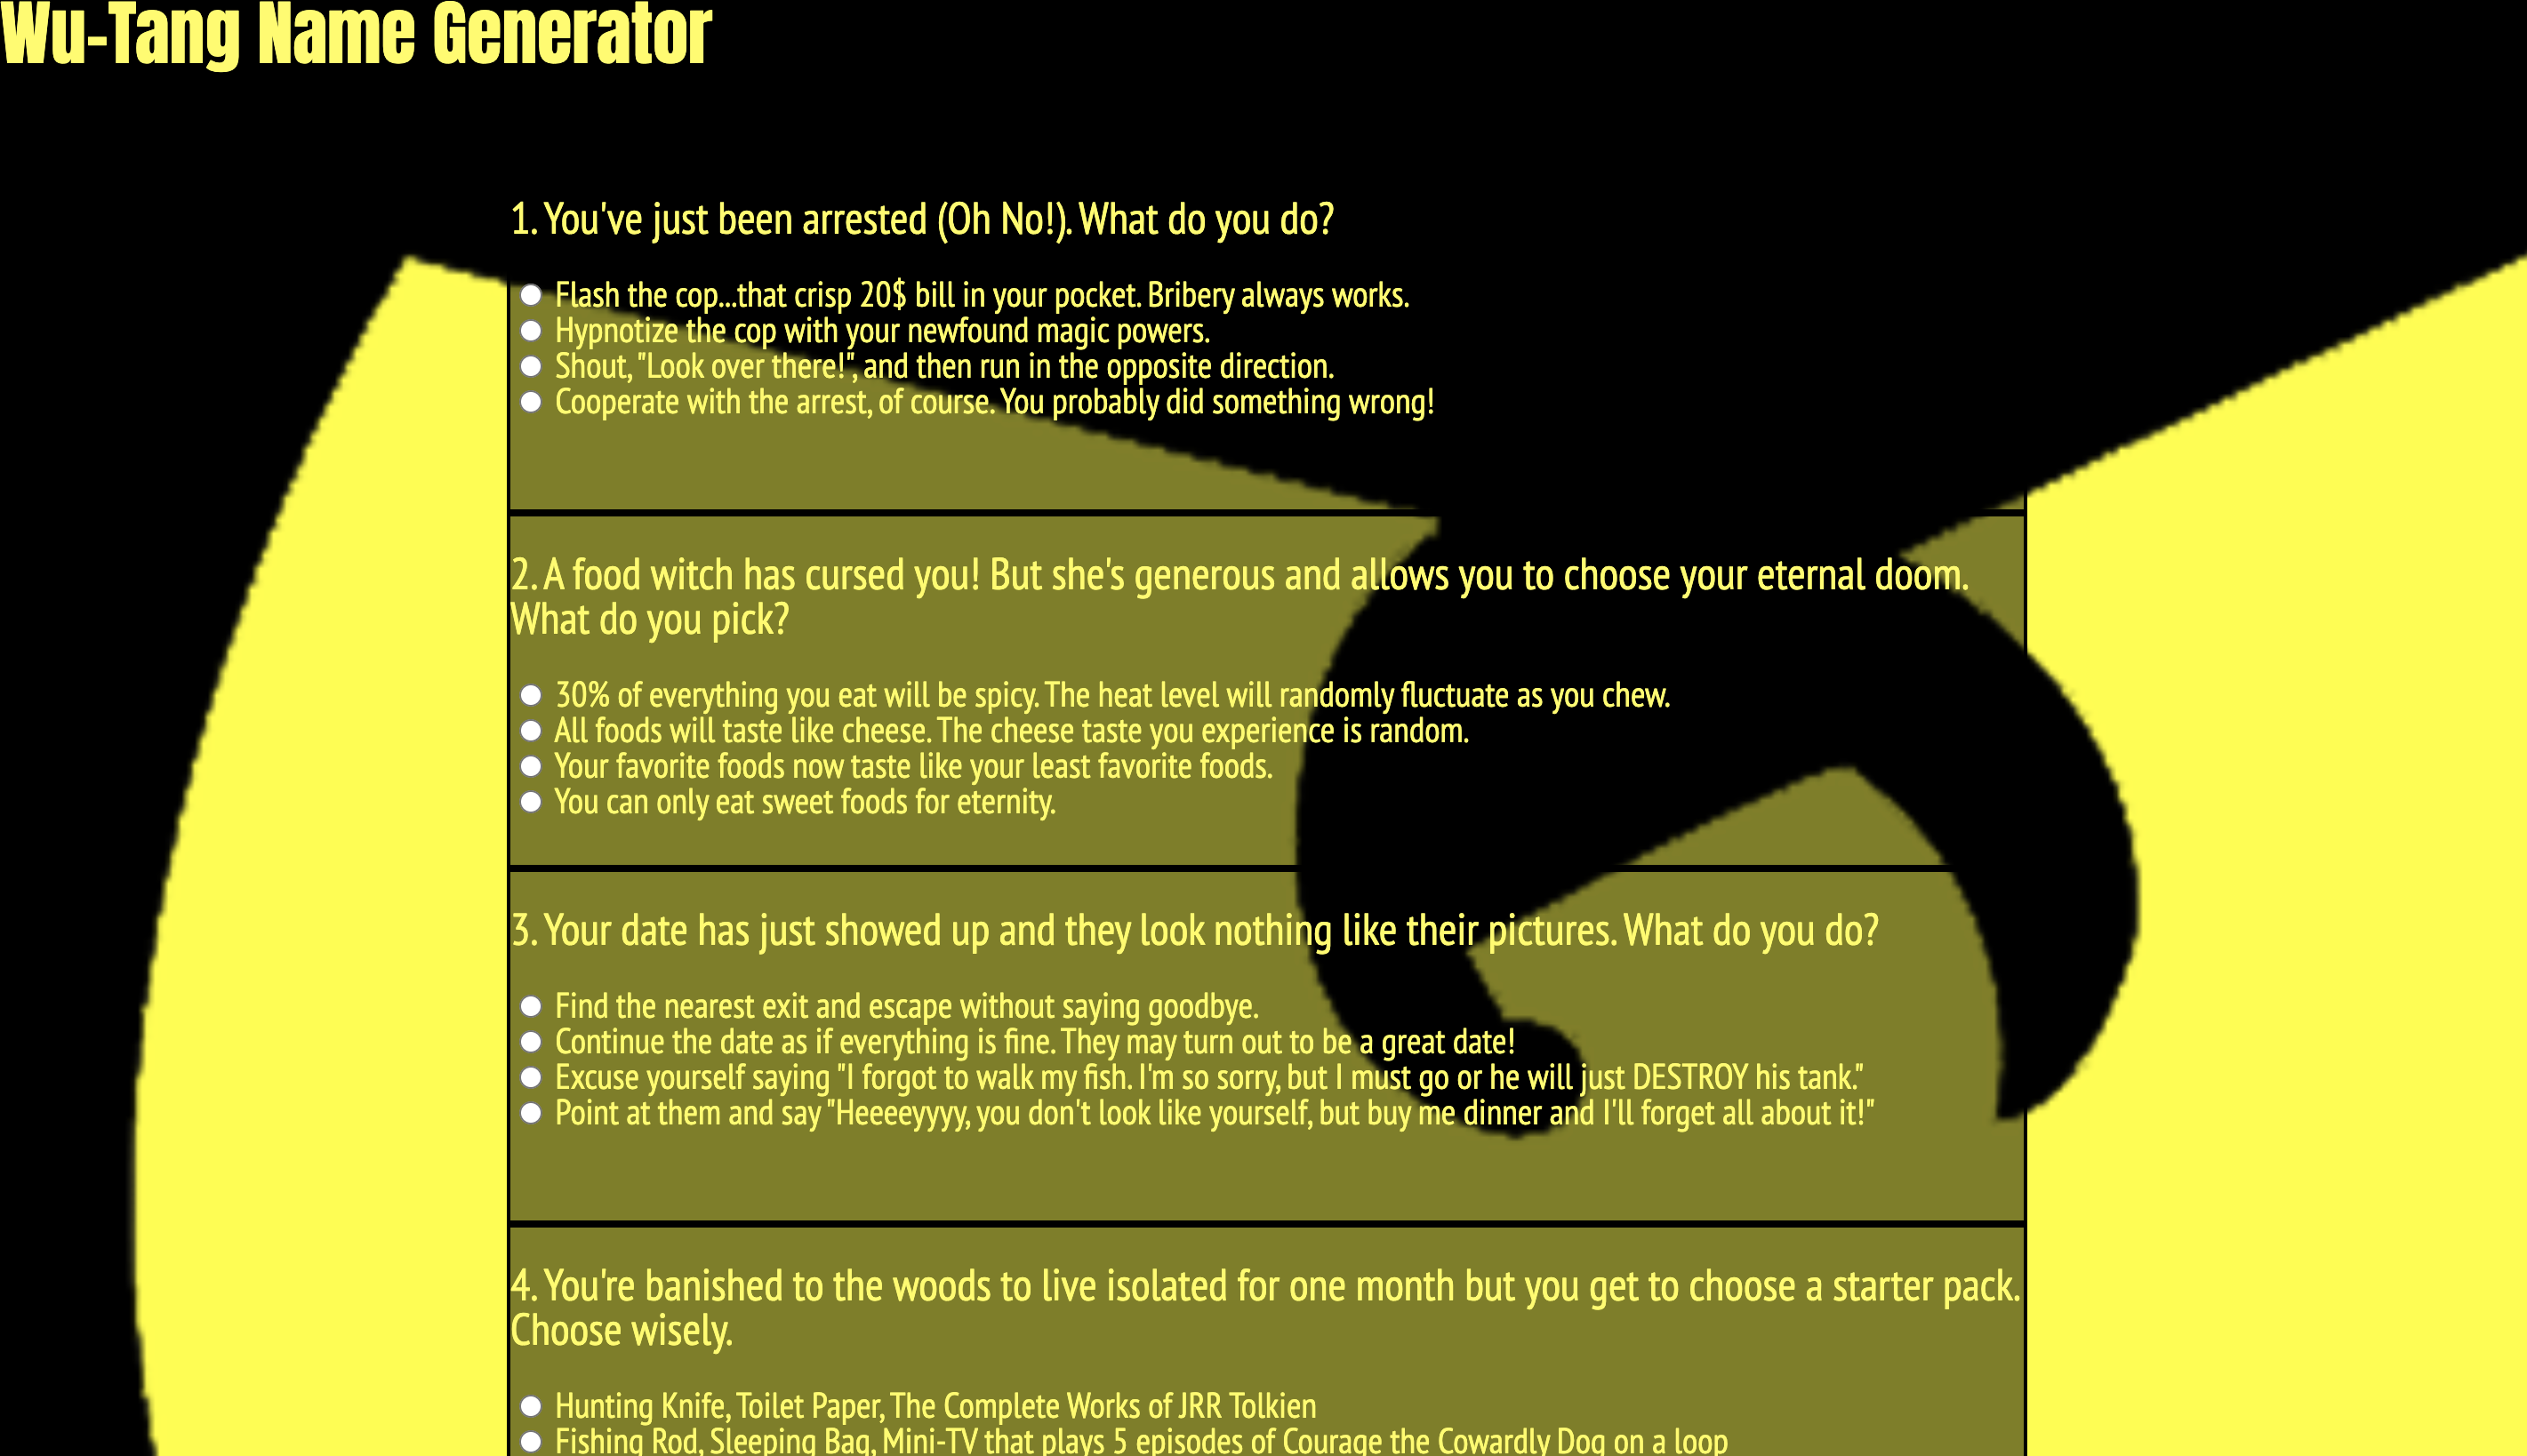 Wu-Tang Name Generator
1. You've just been arrested (Oh No!). What do you do?
Flash the cop...that crisp 20$ bill in your pocket. Bribery always works.
Hypnotize the cop with your newfound magic powers.
Shout, "Look over there!", and then run in the opposite direction.
Cooperate with the arrest, of course. You probably did something wrong!
2. A food witch has cursed you! But she's generous and allows you to choose your eternal doom.
What do you pick?
30% of everything you eat will be spicy. The heat level will randomly fluctuate as you chew.
All foods will taste like cheese. The cheese taste you experience is random.
Your favorite foods now taste like your least favorite foods.
You can only eat sweet foods for eternity.
3. Your date has just showed up and they look nothing like their pictures. What do you do?
Find the nearest exit and escape without saying goodbye.
Continue the date as if everything is fine. They may turn out to be a great date!
Excuse yourself saying "I forgot to walk my fish. I'm so sorry, but I must go or he will just DESTROY his tank."
Point at them and say "Heeeeyyyy, you don't look like yourself, but buy me dinner and I'll forget all about it!"
4. You're banished to the woods to live isolated for one month but you get to choose a starter pack.
Choose wisely.
Hunting Knife, Toilet Paper, The Complete Works of JRR Tolkien
Fishing Rod, Sleeping Bag, Mini-TV that plays 5 episodes of Courage the Cowardly Dog on a loop